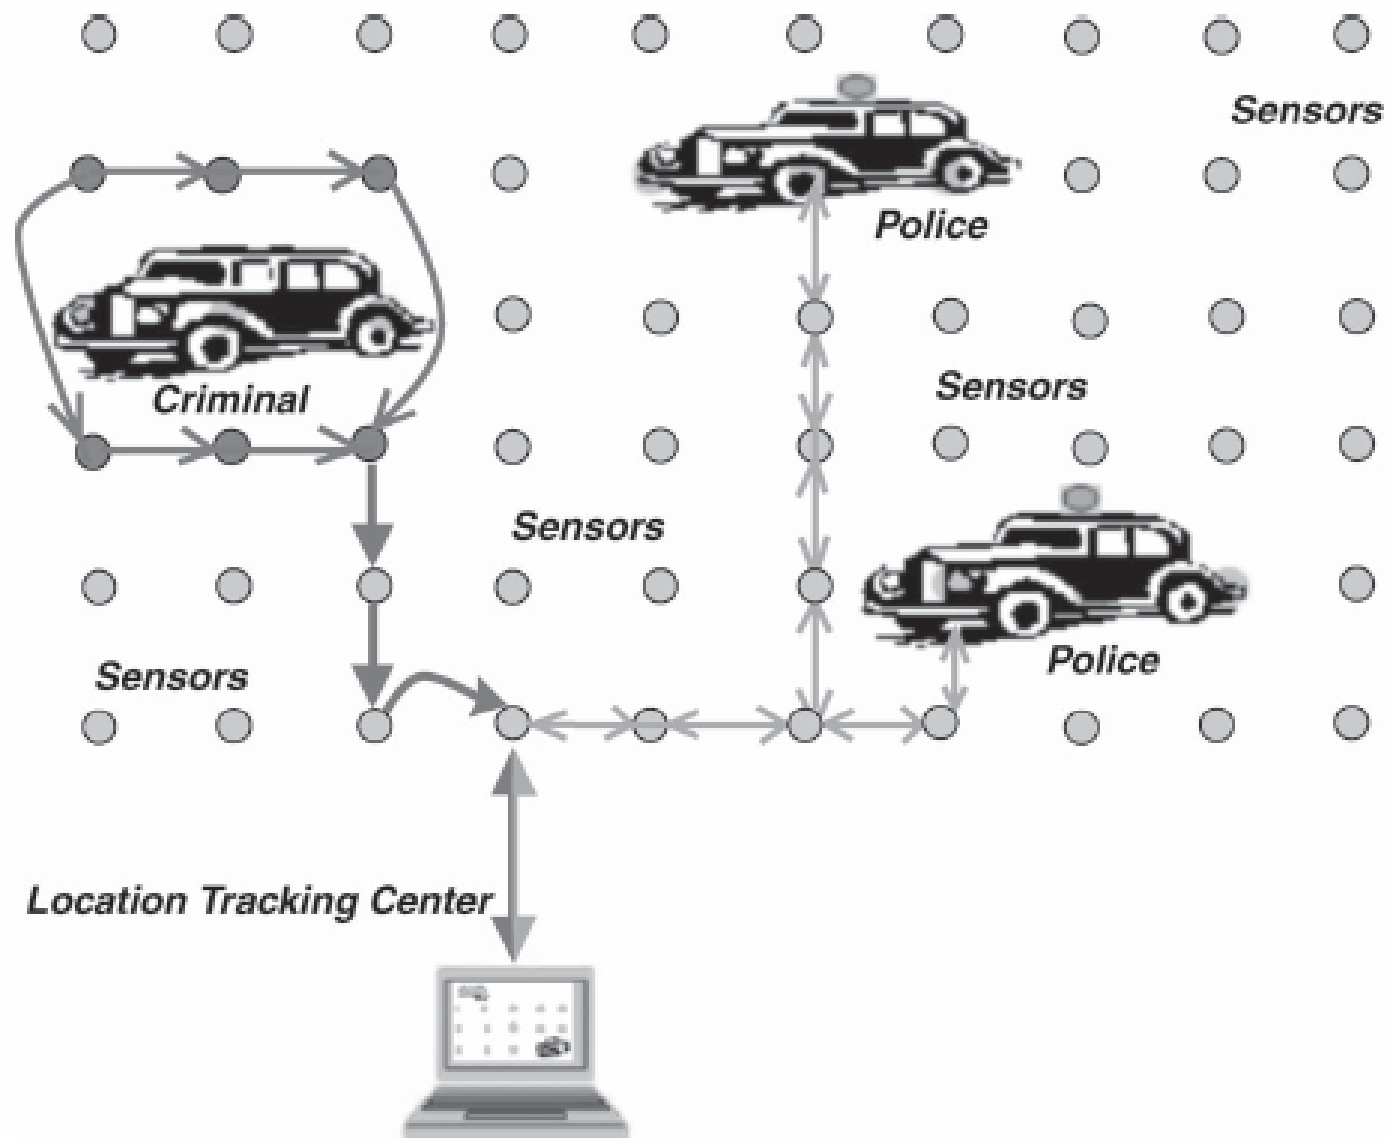 Sensors
Police
Criminal
Sensors
Sensors
Police
Sensors
Location Tracking Center